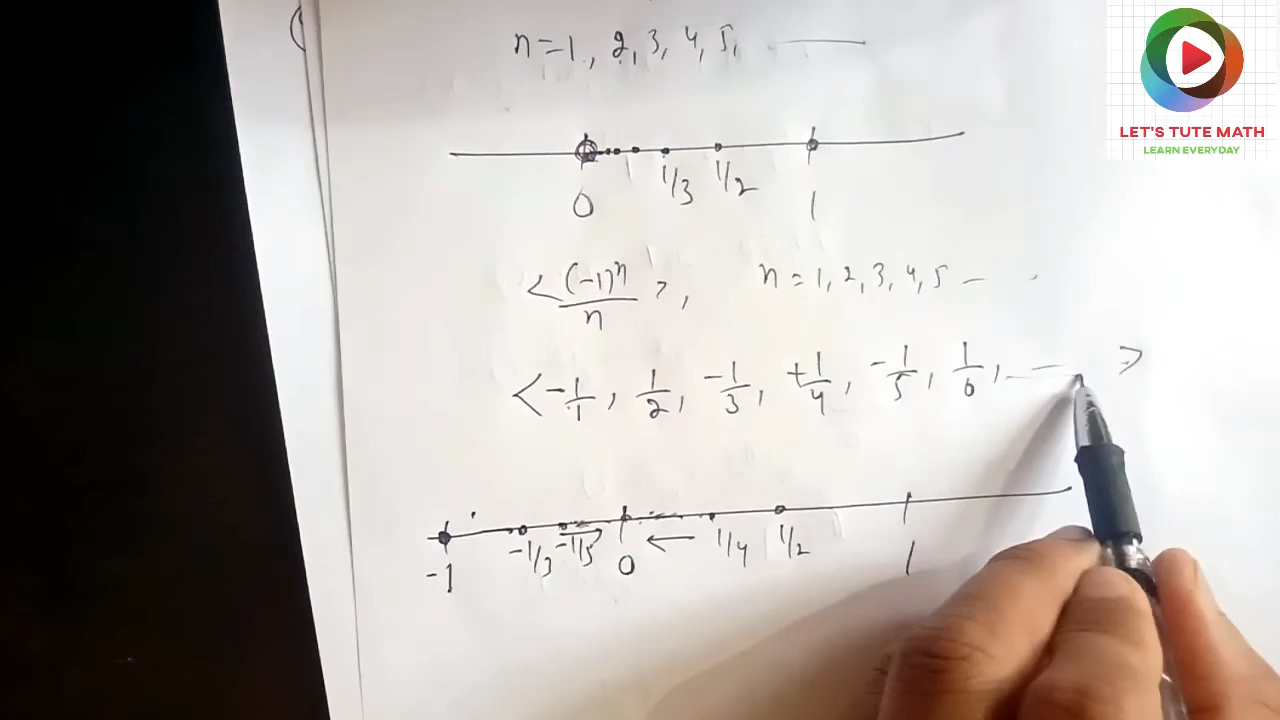 n=1, 2, 3, 4, 5, ——
LET'S TUTE MATH
LEARN EVERYDAY
1/3 1/2
0 1
<(-1)ⁿ/n>, n=1, 2, 3, 4, 5 — -
<-1/1, 1/2, -1/3, +1/4, -1/5, 1/6, —— >
-1/3 -1/5 ← 1/4 1/2
-1 0 1